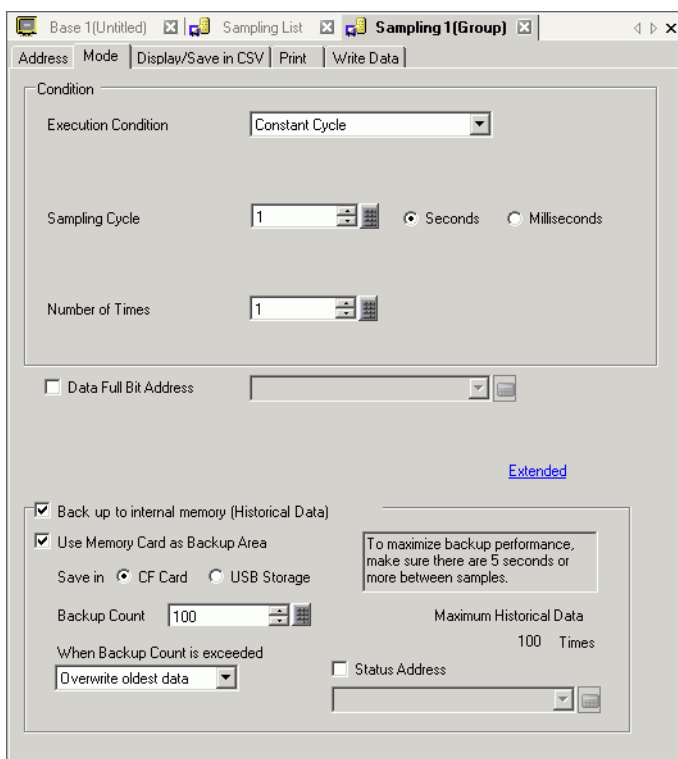 Base 1(Untitled) Sampling List Sampling 1(Group)
Address Mode Display/Save in CSV Print Write Data
Condition
Execution Condition Constant Cycle
Sampling Cycle 1 Seconds Milliseconds
Number of Times 1
Data Full Bit Address
Extended
Back up to internal memory (Historical Data)
Use Memory Card as Backup Area
To maximize backup performance,
make sure there are 5 seconds or
more between samples.
Save in CF Card USB Storage
Backup Count 100
Maximum Historical Data
100 Times
When Backup Count is exceeded
Overwrite oldest data
Status Address